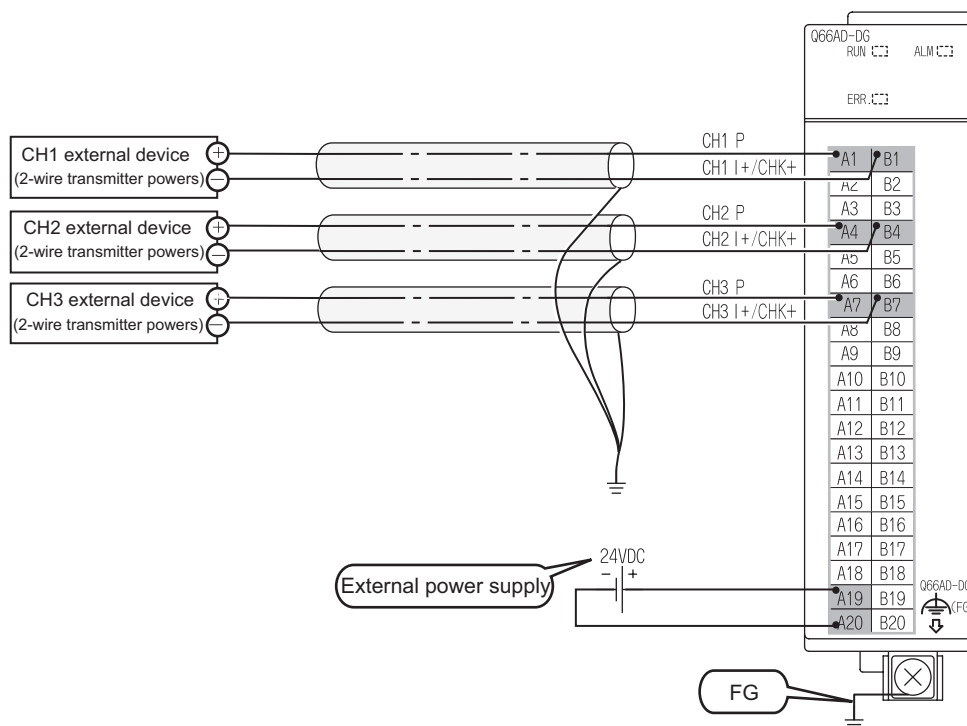 Q66AD-DG
RUN ALM
ERR.
CH1 external device
(2-wire transmitter powers)
+
−
CH1 P
CH1 I+/CHK+
CH2 external device
(2-wire transmitter powers)
+
−
CH2 P
CH2 I+/CHK+
CH3 external device
(2-wire transmitter powers)
+
−
CH3 P
CH3 I+/CHK+
A1 B1
A2 B2
A3 B3
A4 B4
A5 B5
A6 B6
A7 B7
A8 B8
A9 B9
A10 B10
A11 B11
A12 B12
A13 B13
A14 B14
A15 B15
A16 B16
A17 B17
A18 B18
A19 B19
A20 B20
24VDC
− +
External power supply
Q66AD-DG
(FG
FG